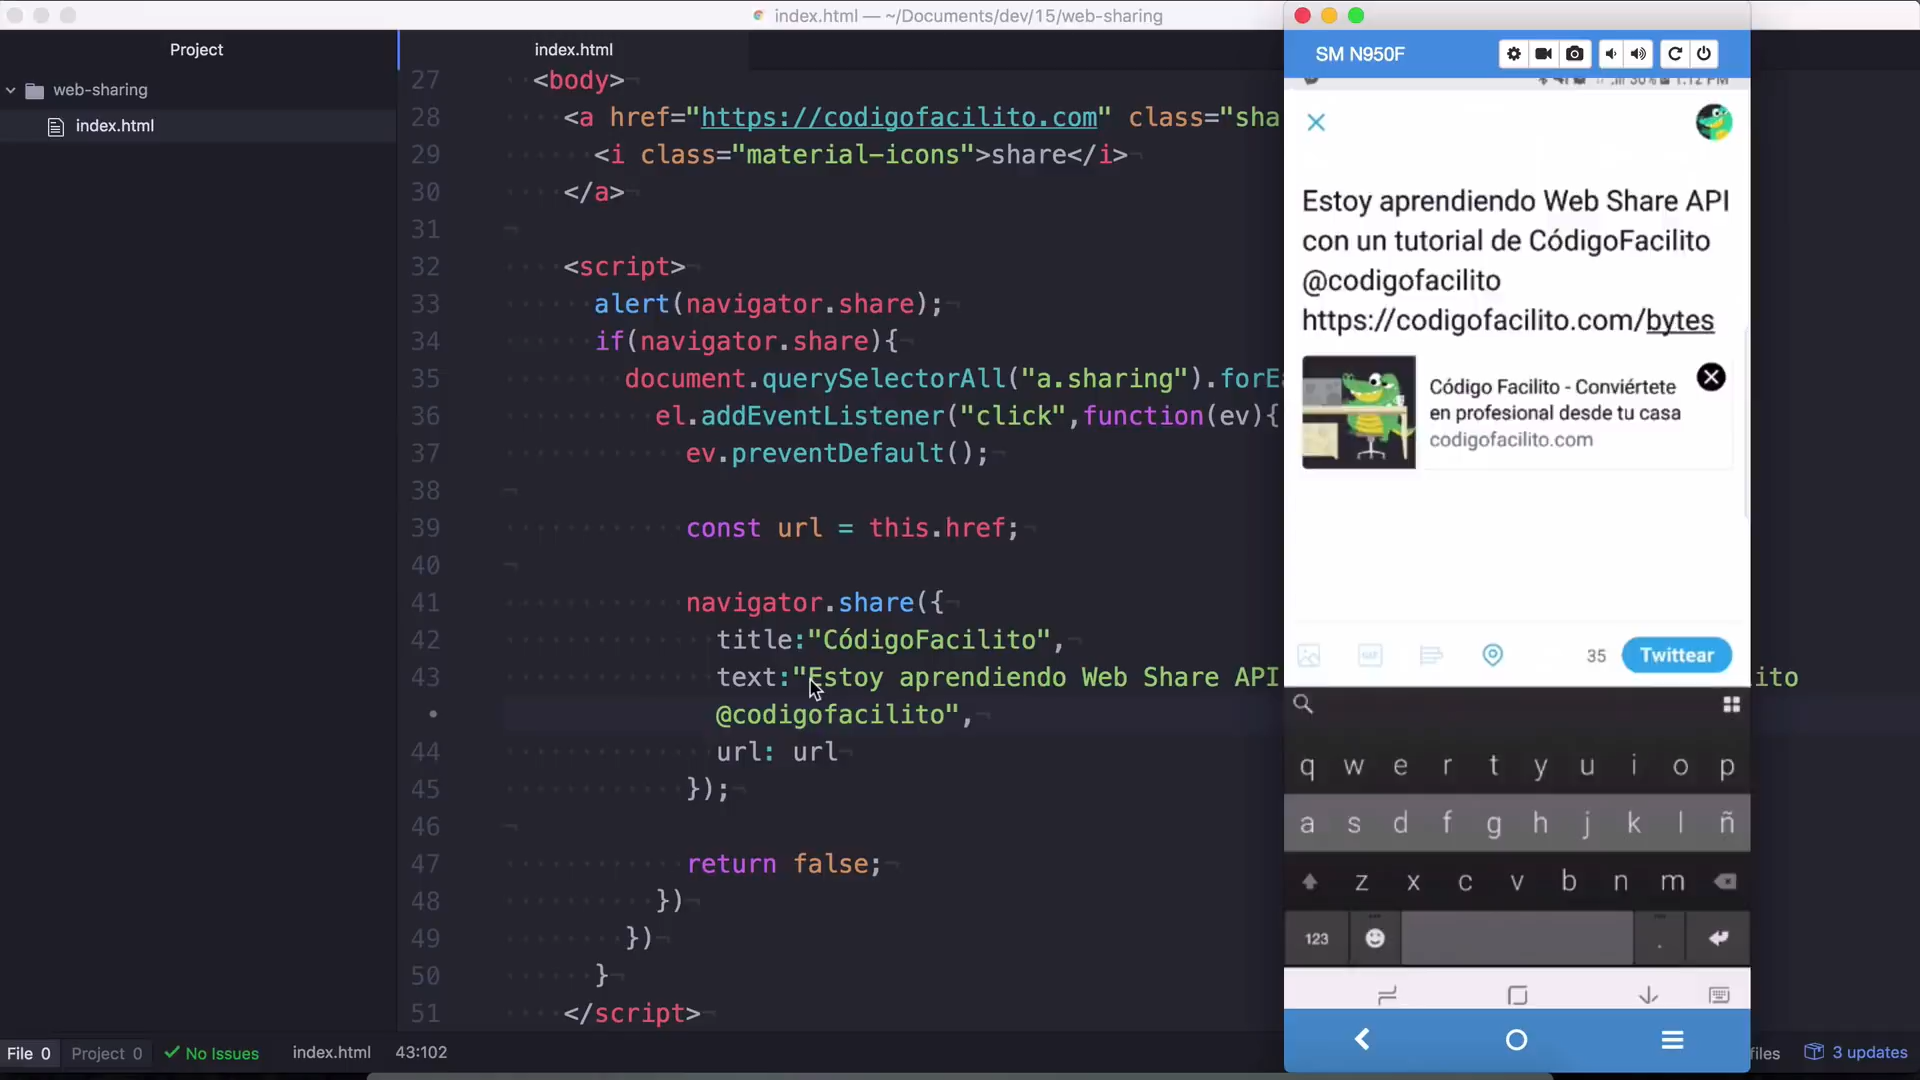 index.html — ~/Documents/dev/15/web-sharing
Project
web-sharing
index.html
index.html
27 <body>
28 <a href="https://codigofacilito.com" class="sha
29 <i class="material-icons">share</i>
30 </a>
31
32 <script>
33 alert(navigator.share);
34 if(navigator.share){
35 document.querySelectorAll("a.sharing").forE
36 el.addEventListener("click",function(ev){
37 ev.preventDefault();
38
39 const url = this.href;
40
41 navigator.share({
42 title:"CódigoFacilito",
43 text:"Estoy aprendiendo Web Share API ito
• @codigofacilito",
44 url: url
45 });
46
47 return false;
48 })
49 })
50 }
51 </script>
File 0 Project 0 No Issues index.html 43:102 files 3 updates
SM N950F
1:12 PM
Estoy aprendiendo Web Share API
con un tutorial de CódigoFacilito
@codigofacilito
https://codigofacilito.com/bytes
Código Facilito - Conviértete
en profesional desde tu casa
codigofacilito.com
GIF 35 Twittear
q w e r t y u i o p
a s d f g h j k l ñ
z x c v b n m
123 .